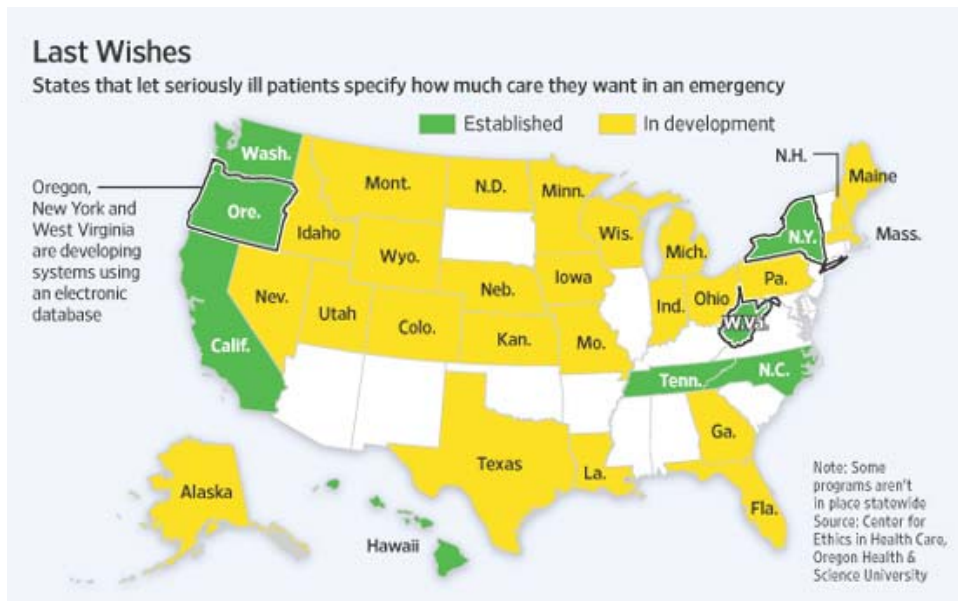 Last Wishes
States that let seriously ill patients specify how much care they want in an emergency
Established
In development
Oregon,
New York and
West Virginia
are developing
systems using
an electronic
database
Wash.
Ore.
Calif.
Idaho
Nev.
Mont.
Wyo.
Utah
Colo.
N.D.
Neb.
Kan.
Minn.
Iowa
Mo.
Wis.
Mich.
Ind.
Ohio
Pa.
W.Va.
N.Y.
N.H.
Maine
Mass.
Tenn.
N.C.
Ga.
Fla.
La.
Texas
Alaska
Hawaii
Note: Some
programs aren't
in place statewide
Source: Center for
Ethics in Health Care,
Oregon Health &
Science University